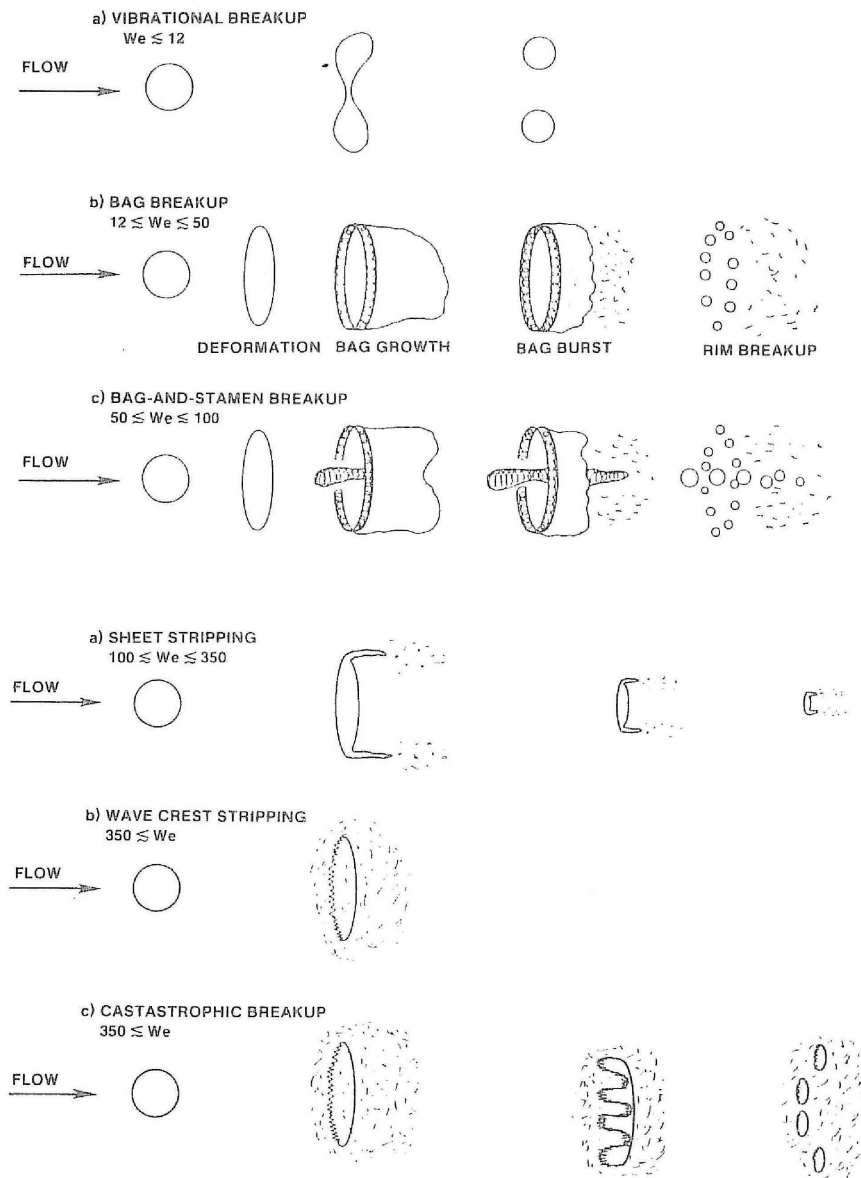 a) VIBRATIONAL BREAKUP
We ≲ 12
FLOW
b) BAG BREAKUP
12 ≲ We ≲ 50
FLOW
DEFORMATION BAG GROWTH BAG BURST RIM BREAKUP
c) BAG-AND-STAMEN BREAKUP
50 ≲ We ≲ 100
FLOW
a) SHEET STRIPPING
100 ≲ We ≲ 350
FLOW
b) WAVE CREST STRIPPING
350 ≲ We
FLOW
c) CASTASTROPHIC BREAKUP
350 ≲ We
FLOW